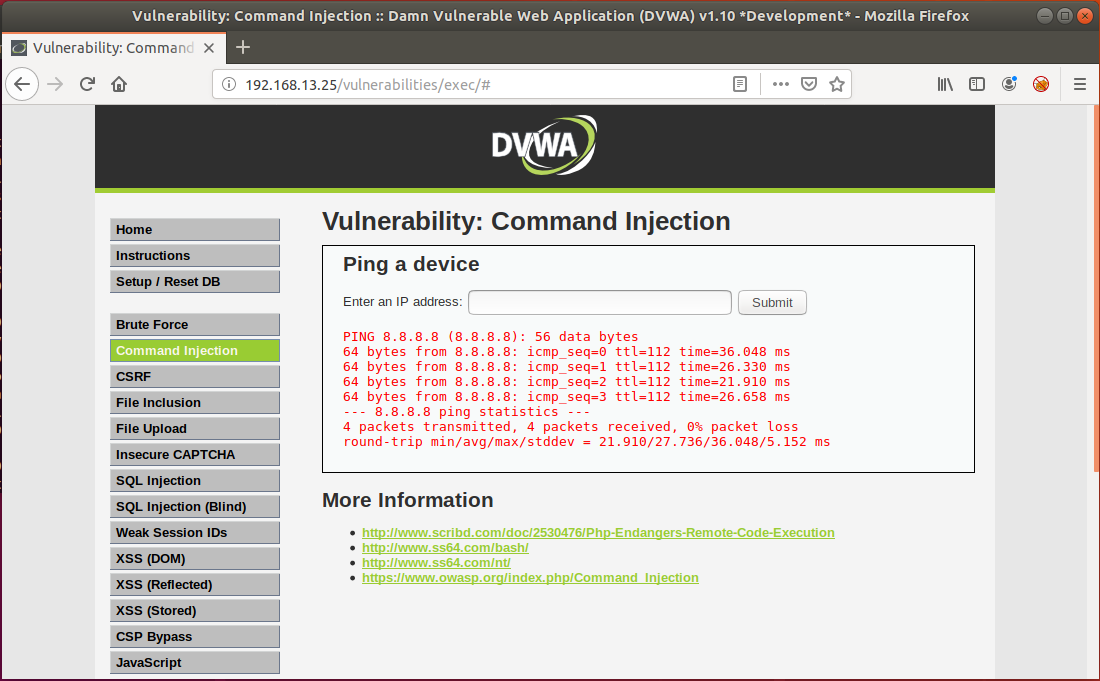 Vulnerability: Command Injection :: Damn Vulnerable Web Application (DVWA) v1.10 *Development* - Mozilla Firefox
Vulnerability: Command
192.168.13.25/vulnerabilities/exec/#
DVWA
Home
Instructions
Setup / Reset DB
Brute Force
Command Injection
CSRF
File Inclusion
File Upload
Insecure CAPTCHA
SQL Injection
SQL Injection (Blind)
Weak Session IDs
XSS (DOM)
XSS (Reflected)
XSS (Stored)
CSP Bypass
JavaScript
Vulnerability: Command Injection
Ping a device
Enter an IP address: Submit
PING 8.8.8.8 (8.8.8.8): 56 data bytes
64 bytes from 8.8.8.8: icmp_seq=0 ttl=112 time=36.048 ms
64 bytes from 8.8.8.8: icmp_seq=1 ttl=112 time=26.330 ms
64 bytes from 8.8.8.8: icmp_seq=2 ttl=112 time=21.910 ms
64 bytes from 8.8.8.8: icmp_seq=3 ttl=112 time=26.658 ms
--- 8.8.8.8 ping statistics ---
4 packets transmitted, 4 packets received, 0% packet loss
round-trip min/avg/max/stddev = 21.910/27.736/36.048/5.152 ms
More Information
http://www.scribd.com/doc/2530476/Php-Endangers-Remote-Code-Execution
http://www.ss64.com/bash/
http://www.ss64.com/nt/
https://www.owasp.org/index.php/Command_Injection